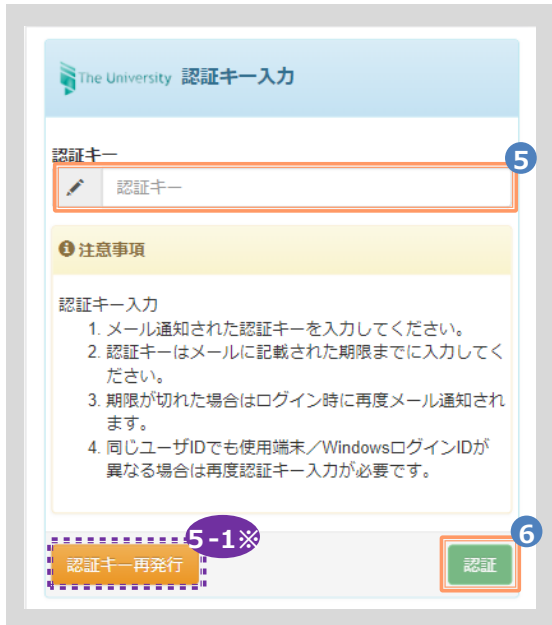 The University 認証キー入力
認証キー
5
認証キー
注意事項
認証キー入力
1. メール通知された認証キーを入力してください。
2. 認証キーはメールに記載された期限までに入力してく
ださい。
3. 期限が切れた場合はログイン時に再度メール通知され
ます。
4. 同じユーザIDでも使用端末／WindowsログインIDが
異なる場合は再度認証キー入力が必要です。
5-1※
6
認証キー再発行
認証